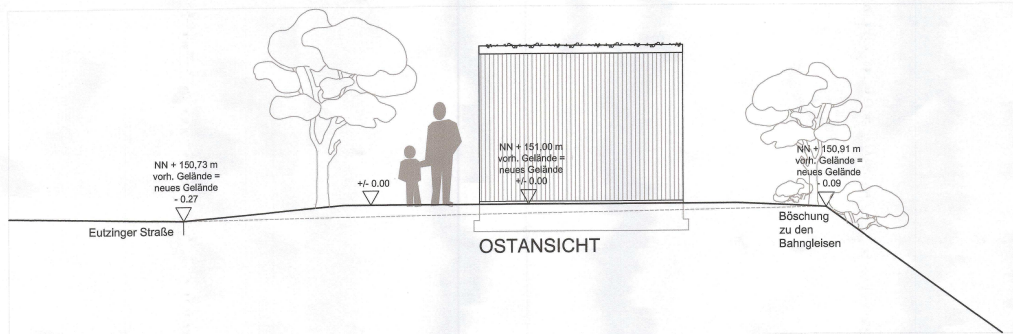 NN + 150,73 m
vorh. Gelände =
neues Gelände
- 0.27
Eutzinger Straße
+/- 0.00
NN + 151,00 m
vorh. Gelände =
neues Gelände
+/- 0.00
OSTANSICHT
NN + 150,91 m
vorh. Gelände =
neues Gelände
- 0.09
Böschung
zu den
Bahngleisen